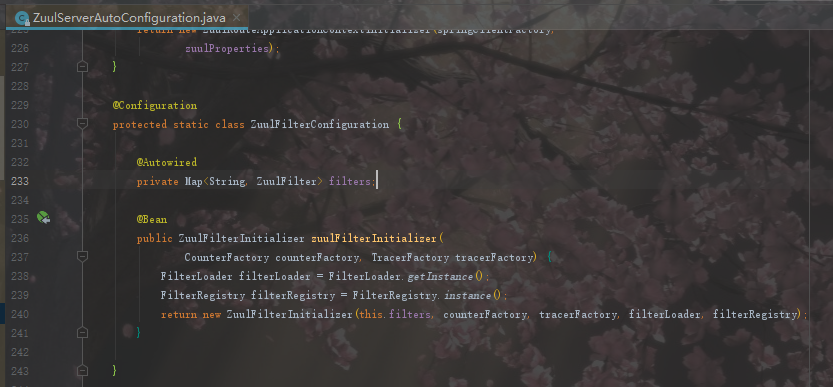 ZuulServerAutoConfiguration.java
return new ZuulRouteApplicationContextInitializer(springClientFactory,
226 zuulProperties);
227 }
228
229 @Configuration
230 protected static class ZuulFilterConfiguration {
231
232 @Autowired
233 private Map<String, ZuulFilter> filters;
234
235 @Bean
236 public ZuulFilterInitializer zuulFilterInitializer(
237 CounterFactory counterFactory, TracerFactory tracerFactory) {
238 FilterLoader filterLoader = FilterLoader.getInstance();
239 FilterRegistry filterRegistry = FilterRegistry.instance();
240 return new ZuulFilterInitializer(this.filters, counterFactory, tracerFactory, filterLoader, filterRegistry);
241 }
242
243 }